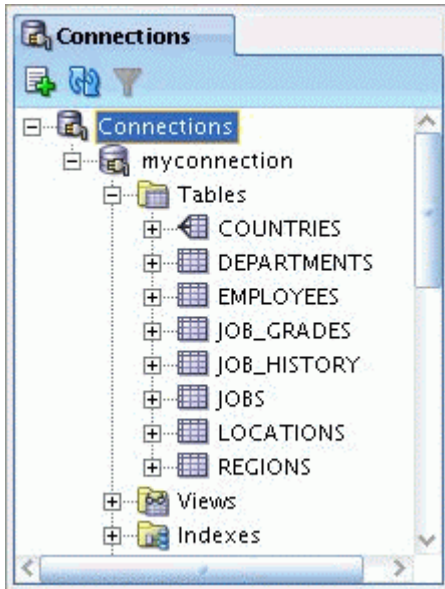 Connections
Connections
myconnection
Tables
COUNTRIES
DEPARTMENTS
EMPLOYEES
JOB_GRADES
JOB_HISTORY
JOBS
LOCATIONS
REGIONS
Views
Indexes